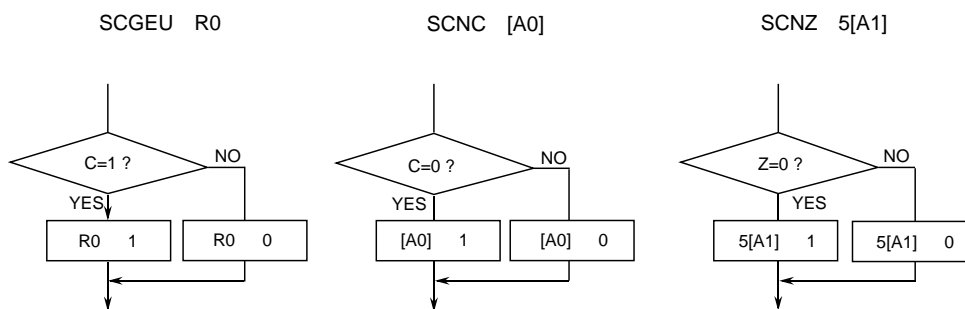 SCGEU R0
SCNC [A0]
SCNZ 5[A1]
C=1 ?
NO
YES
R0 1
R0 0
C=0 ?
NO
YES
[A0] 1
[A0] 0
Z=0 ?
NO
YES
5[A1] 1
5[A1] 0